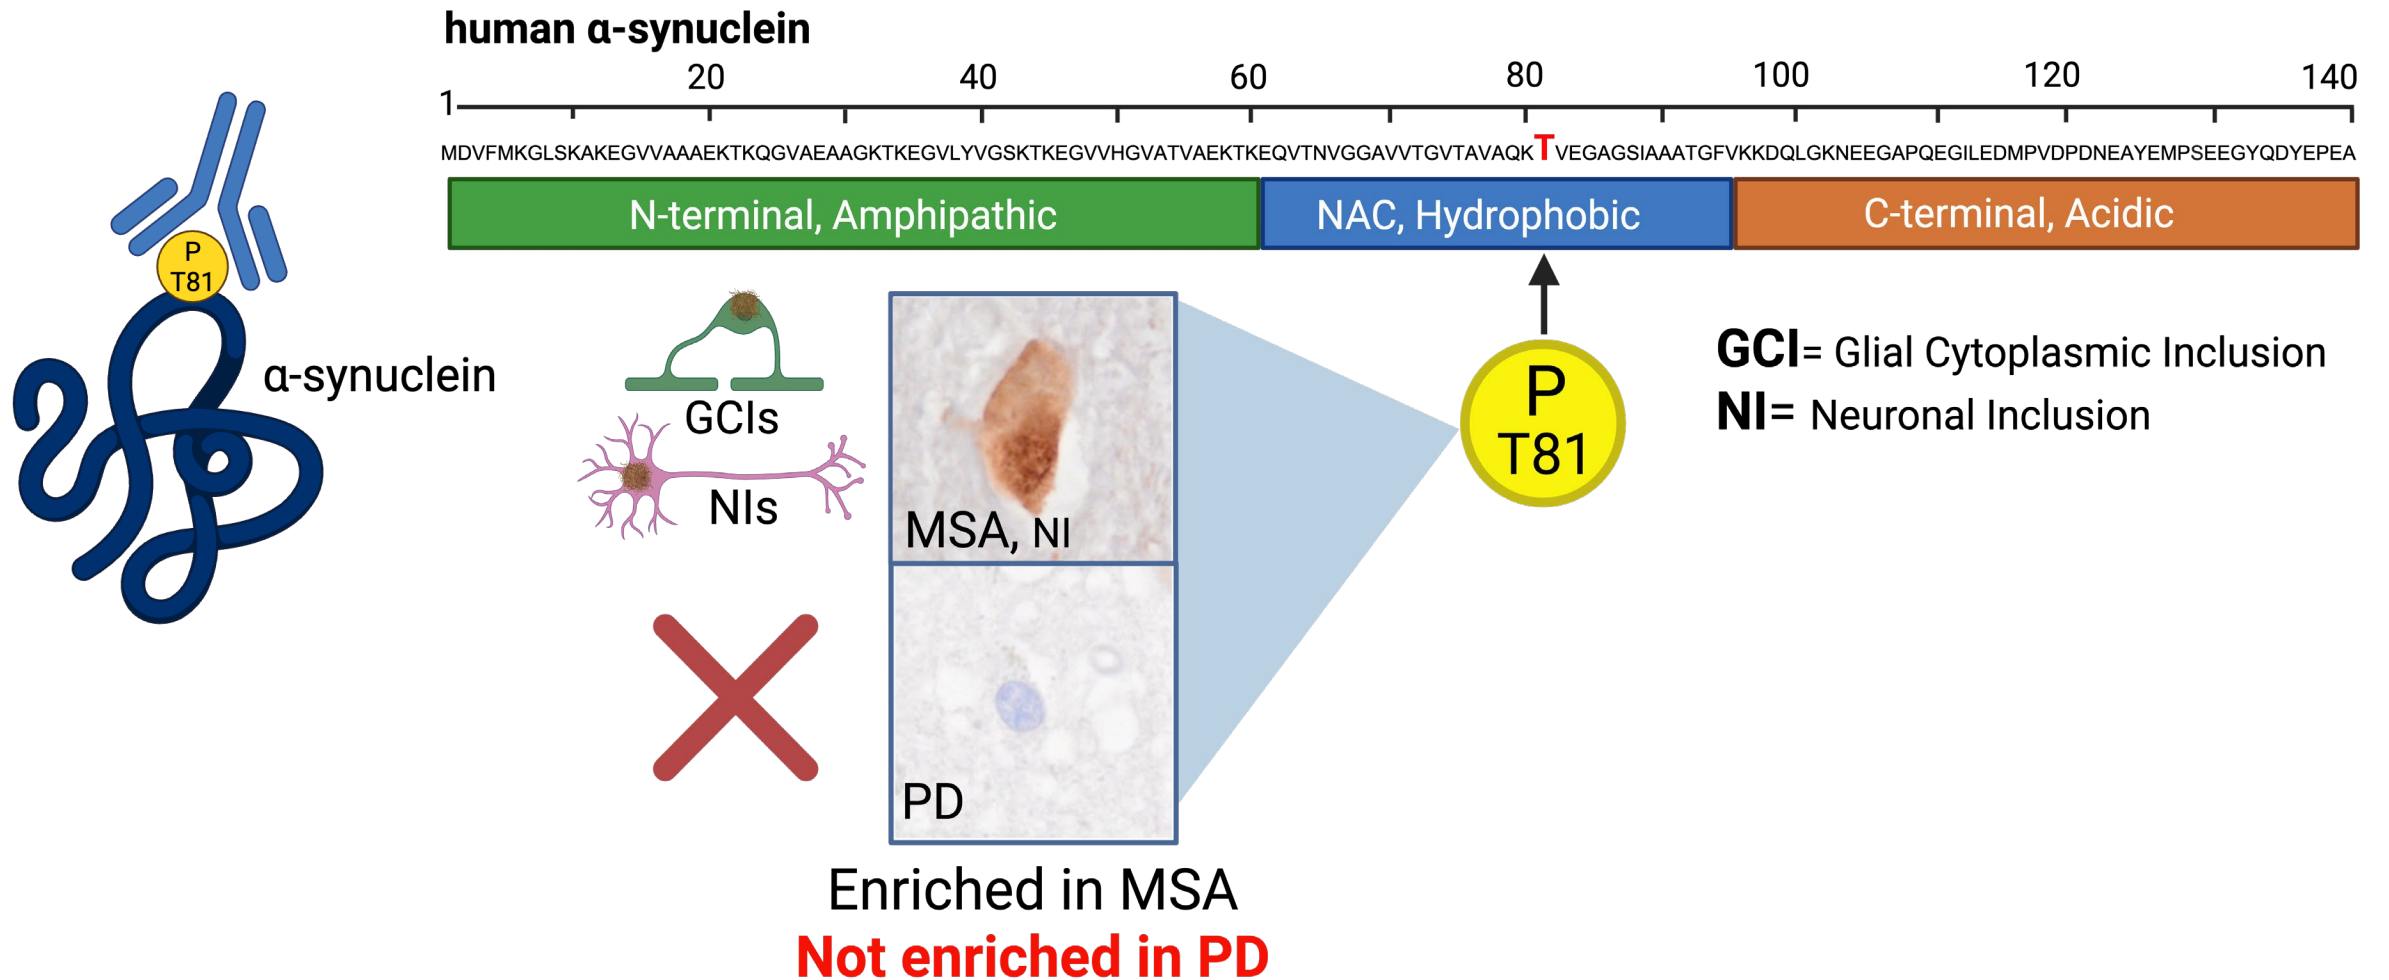 human α-synuclein
20 40 60 80 100 120 140
1
MDVFMKGLSKAKEGVVAAAEKTKQGVAEAAGKTKEGVLYVGSKTKEGVVHGVATVAEKTKEQVTNVGGAVVTGVTAVAQKTVEGAGSIAAATGFVKKDQLGKNEEGAPQEGILEDMPVDPDNEAYEMPSEEGYQDYEPEA
N-terminal, Amphipathic
NAC, Hydrophobic
C-terminal, Acidic
P
T81
α-synuclein
GCIs
NIs
MSA, NI
PD
P
T81
GCI= Glial Cytoplasmic Inclusion
NI= Neuronal Inclusion
Enriched in MSA
Not enriched in PD